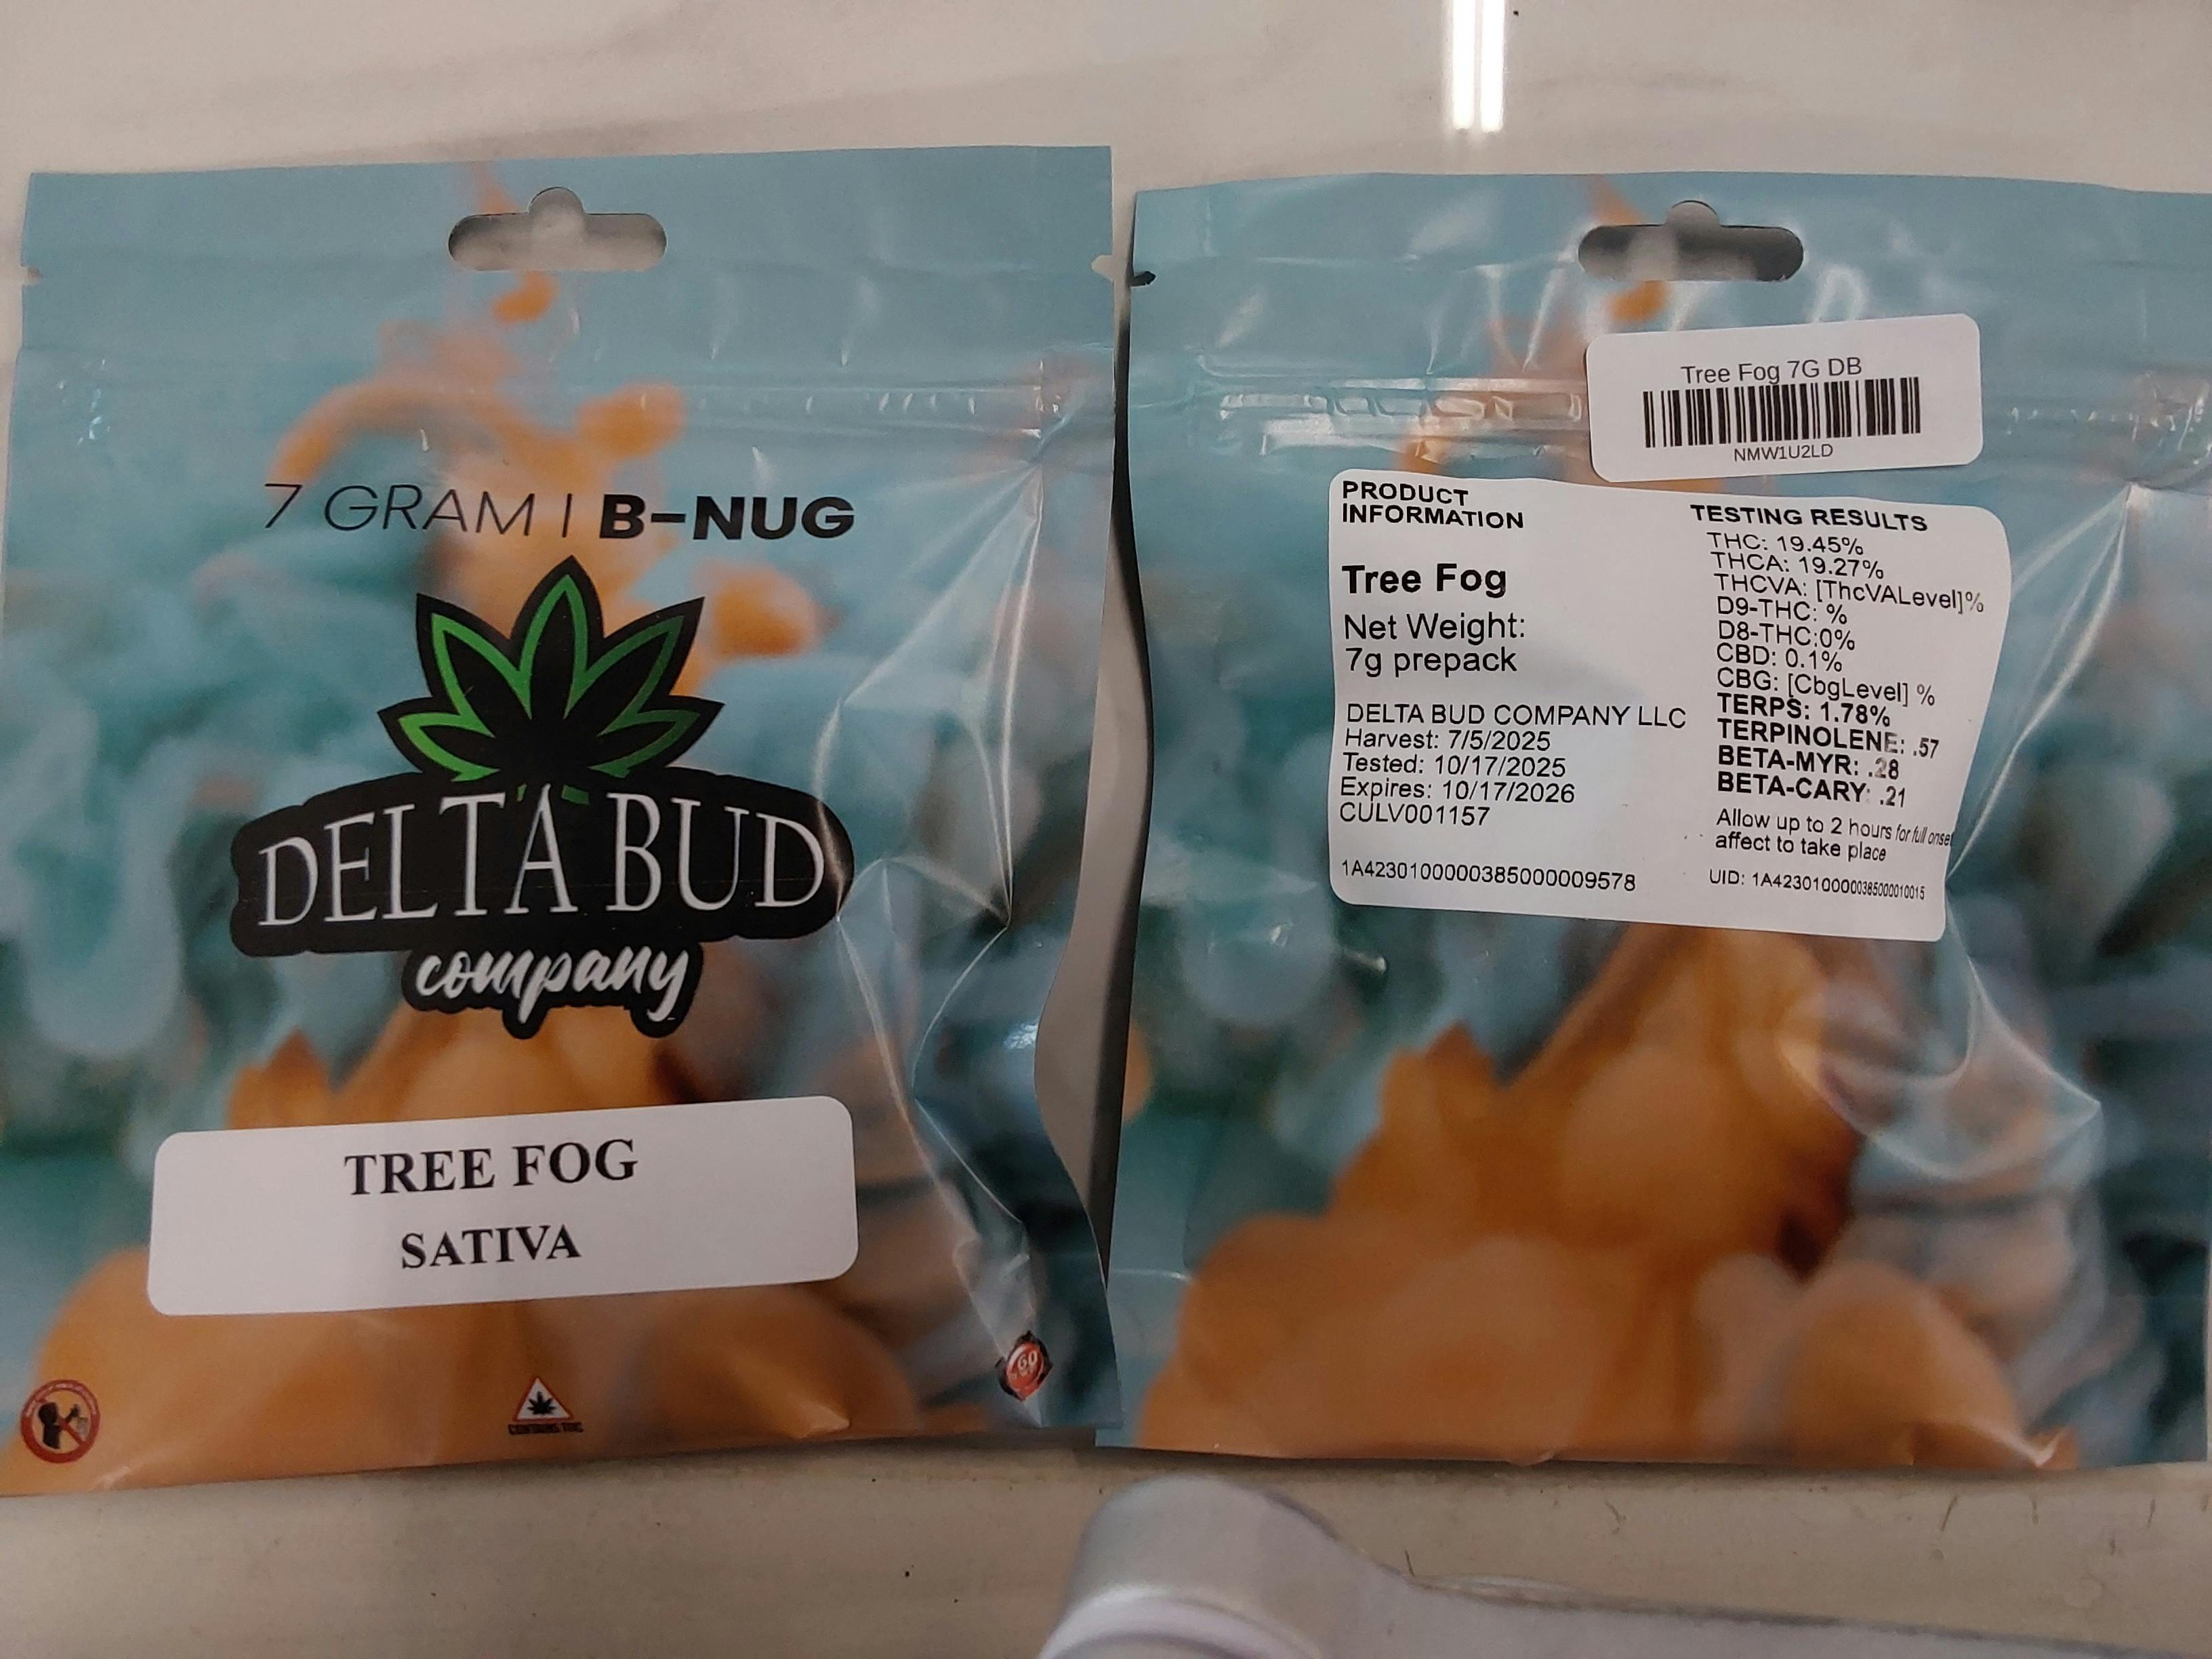 7 GRAM | B-NUG
DELTA BUD
company
TREE FOG
SATIVA
60
CONTAINS THC
Tree Fog 7G DB
NMW1U2LD
PRODUCT
INFORMATION
Tree Fog
Net Weight:
7g prepack
DELTA BUD COMPANY LLC
Harvest: 7/5/2025
Tested: 10/17/2025
Expires: 10/17/2026
CULV001157
1A4230100000385000009578
TESTING RESULTS
THC: 19.45%
THCA: 19.27%
THCVA: [ThcVALevel]%
D9-THC: %
D8-THC:0%
CBD: 0.1%
CBG: [CbgLevel] %
TERPS: 1.78%
TERPINOLENE: .57
BETA-MYR: .28
BETA-CARY: .21
Allow up to 2 hours for full onset
affect to take place
UID: 1A4230100000385000010015